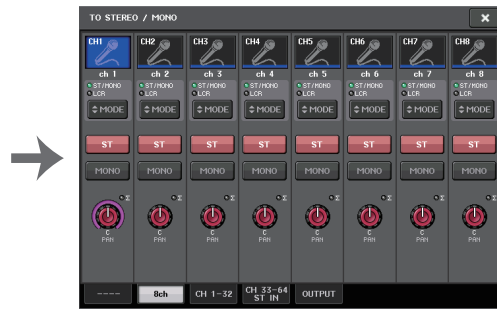 TO STEREO / MONO
CH1 CH2 CH3 CH4 CH5 CH6 CH7 CH8
ch 1 ch 2 ch 3 ch 4 ch 5 ch 6 ch 7 ch 8
ST/MONO ST/MONO ST/MONO ST/MONO ST/MONO ST/MONO ST/MONO ST/MONO
LCR LCR LCR LCR LCR LCR LCR LCR
MODE MODE MODE MODE MODE MODE MODE MODE
ST ST ST ST ST ST ST ST
MONO MONO MONO MONO MONO MONO MONO MONO
Σ Σ Σ Σ Σ Σ Σ Σ
C C C C C C C C
PAN PAN PAN PAN PAN PAN PAN PAN
---- 8ch CH 1-32 CH 33-64 OUTPUT
ST IN